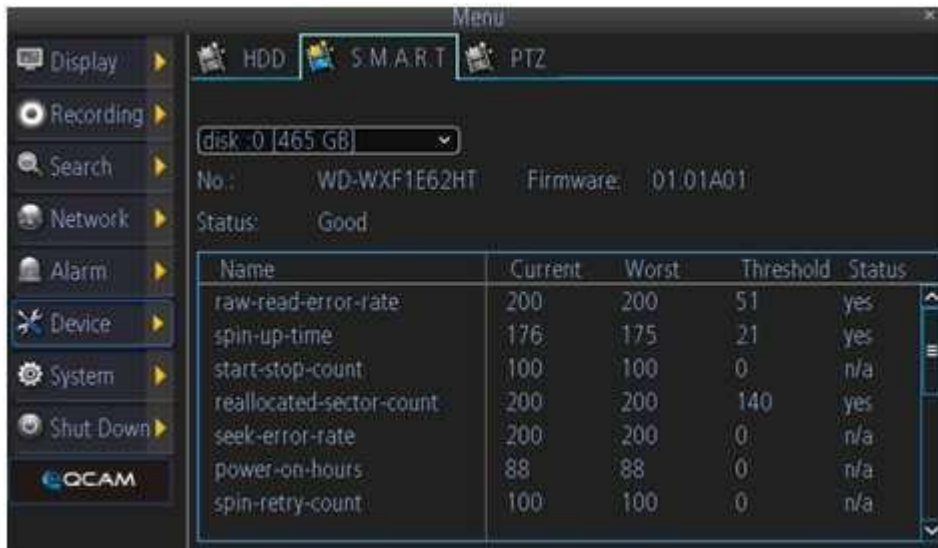 Menu
Display
Recording
Search
Network
Alarm
Device
System
Shut Down
QCAM
HDD S.M.A.R.T PTZ
disk :0 [465 GB]
No.: WD-WXF1E62HT Firmware: 01.01A01
Status: Good
Name Current Worst Threshold Status
raw-read-error-rate 200 200 51 yes
spin-up-time 176 175 21 yes
start-stop-count 100 100 0 n/a
reallocated-sector-count 200 200 140 yes
seek-error-rate 200 200 0 n/a
power-on-hours 88 88 0 n/a
spin-retry-count 100 100 0 n/a